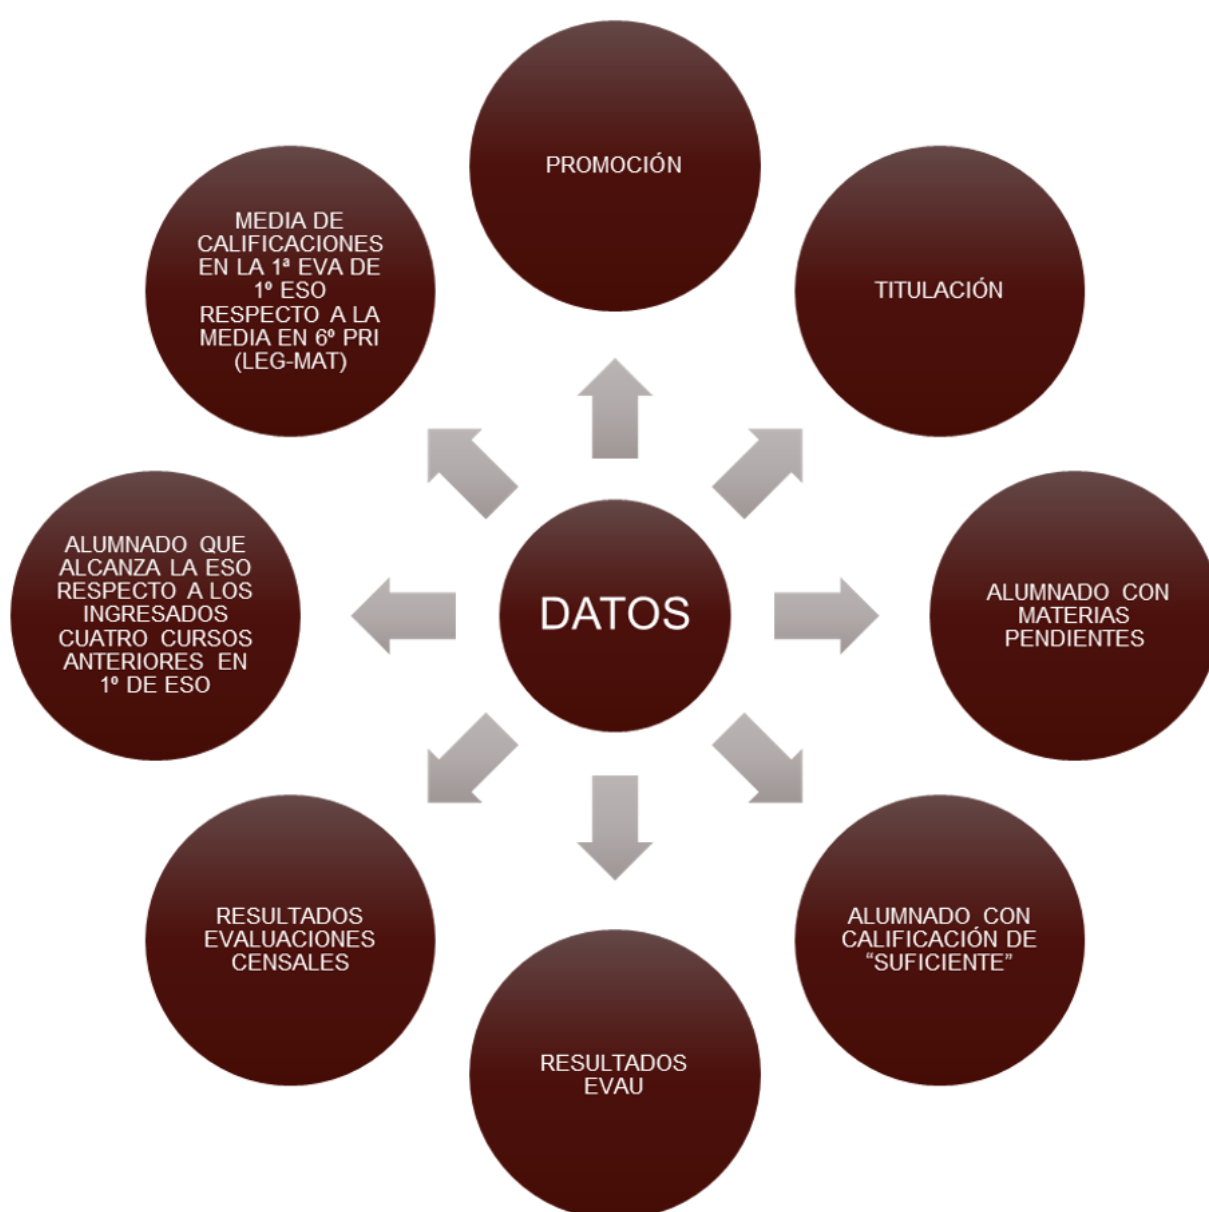 PROMOCIÓN
TITULACIÓN
ALUMNADO CON
MATERIAS
PENDIENTES
ALUMNADO CON
CALIFICACIÓN DE
“SUFICIENTE”
RESULTADOS
EVAU
RESULTADOS
EVALUACIONES
CENSALES
ALUMNADO QUE
ALCANZA LA ESO
RESPECTO A LOS
INGRESADOS
CUATRO CURSOS
ANTERIORES EN
1º DE ESO
MEDIA DE
CALIFICACIONES
EN LA 1ª EVA DE
1º ESO
RESPECTO A LA
MEDIA EN 6º PRI
(LEG-MAT)
DATOS